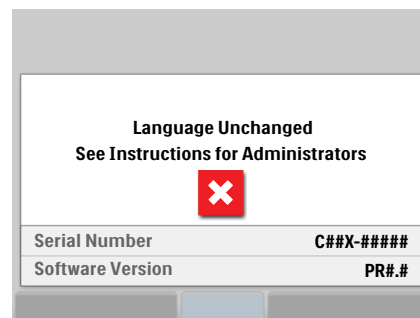 Language Unchanged
See Instructions for Administrators
Serial Number C##X-#####
Software Version PR#.#